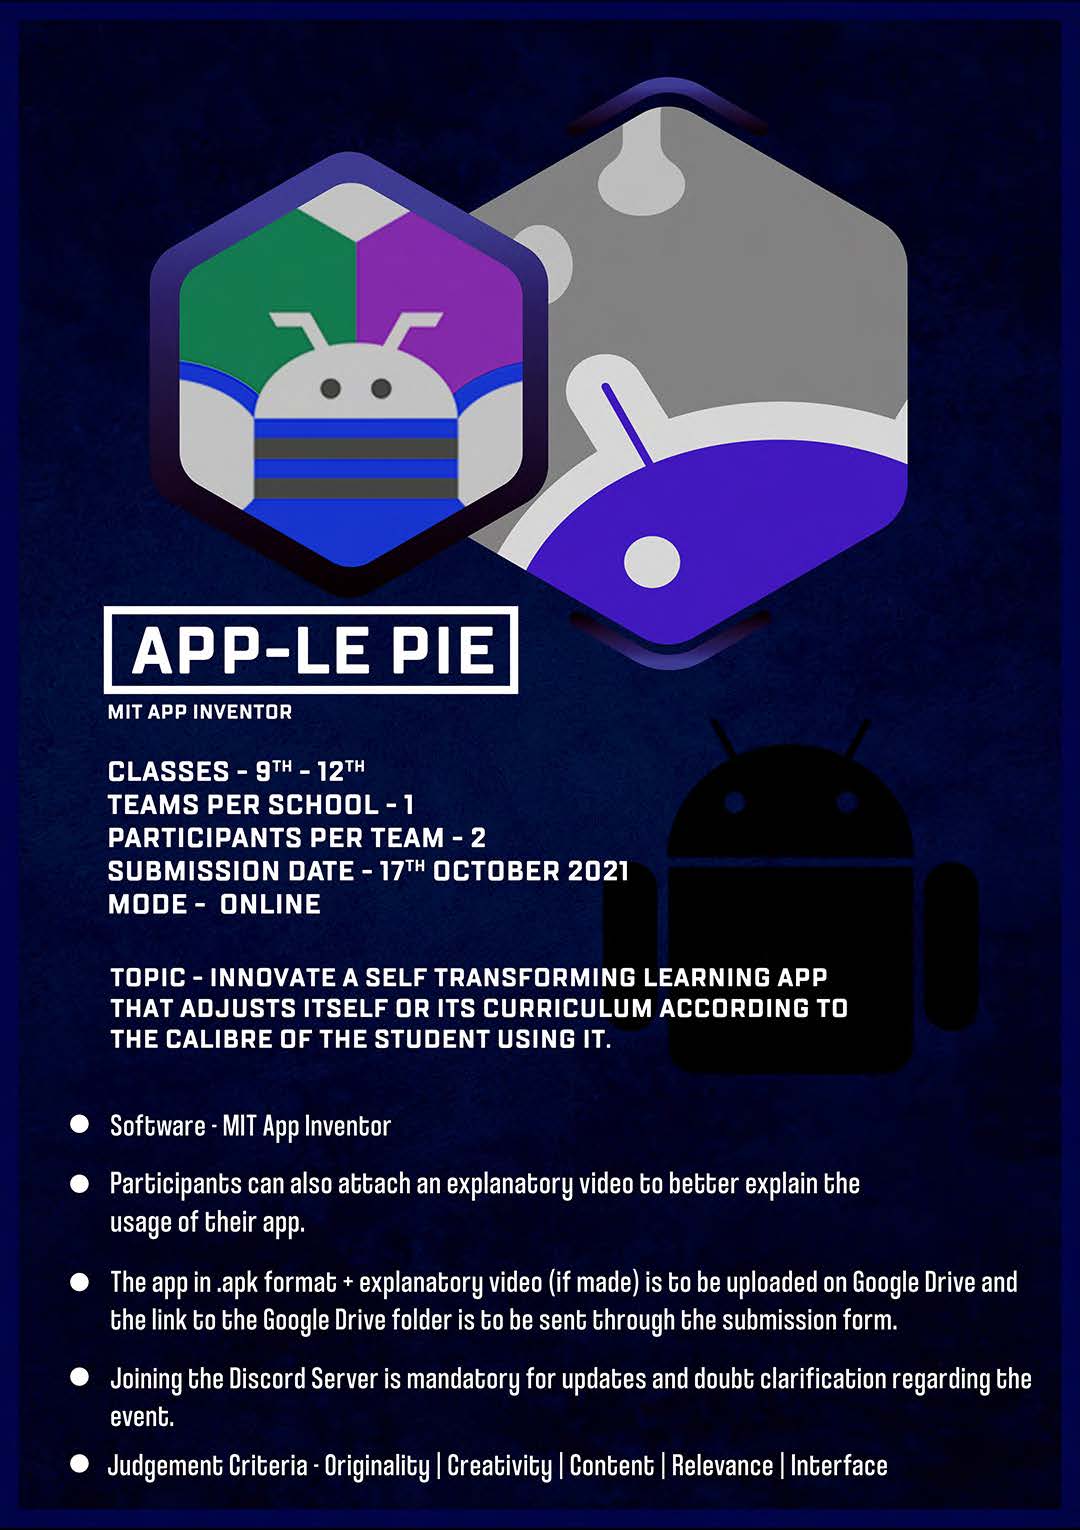 APP-LE PIE
MIT APP INVENTOR
CLASSES - 9TH - 12TH
TEAMS PER SCHOOL - 1
PARTICIPANTS PER TEAM - 2
SUBMISSION DATE - 17TH OCTOBER 2021
MODE - ONLINE
TOPIC - INNOVATE A SELF TRANSFORMING LEARNING APP
THAT ADJUSTS ITSELF OR ITS CURRICULUM ACCORDING TO
THE CALIBRE OF THE STUDENT USING IT.
● Software - MIT App Inventor
● Participants can also attach an explanatory video to better explain the
usage of their app.
● The app in .apk format + explanatory video (if made) is to be uploaded on Google Drive and
the link to the Google Drive folder is to be sent through the submission form.
● Joining the Discord Server is mandatory for updates and doubt clarification regarding the
event.
● Judgement Criteria - Originality | Creativity | Content | Relevance | Interface